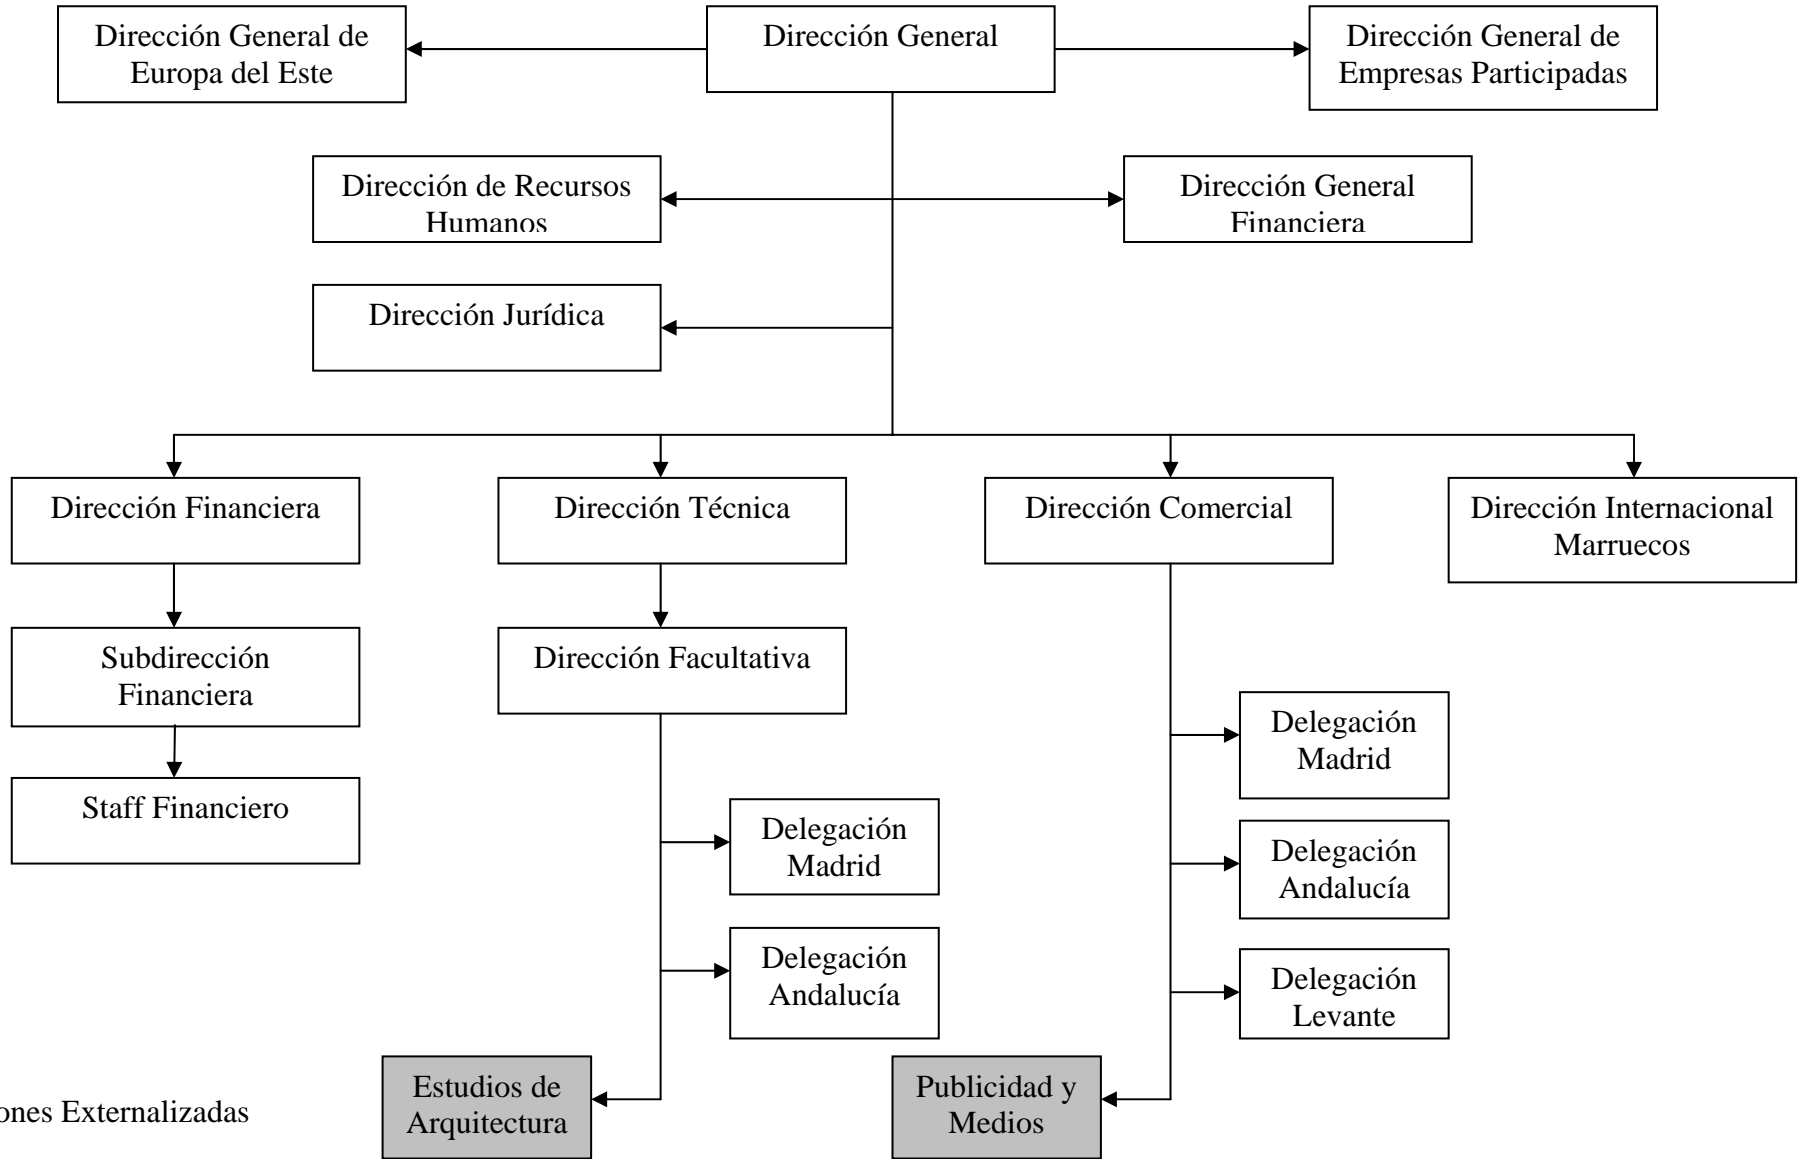 Dirección General de
Europa del Este
Dirección General
Dirección General de
Empresas Participadas
Dirección de Recursos
Humanos
Dirección General
Financiera
Dirección Jurídica
Dirección Financiera
Dirección Técnica
Dirección Comercial
Dirección Internacional
Marruecos
Subdirección
Financiera
Dirección Facultativa
Staff Financiero
Delegación
Madrid
Delegación
Andalucía
Delegación
Madrid
Delegación
Andalucía
Delegación
Levante
ones Externalizadas
Estudios de
Arquitectura
Publicidad y
Medios